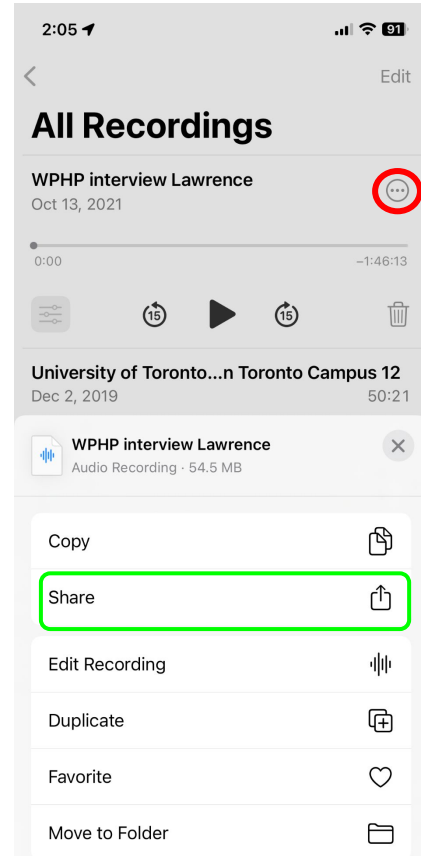 2:05 91
Edit
All Recordings
WPHP interview Lawrence
Oct 13, 2021
0:00 −1:46:13
15 15
University of Toronto...n Toronto Campus 12
Dec 2, 2019 50:21
WPHP interview Lawrence
Audio Recording · 54.5 MB
Copy
Share
Edit Recording
Duplicate
Favorite
Move to Folder